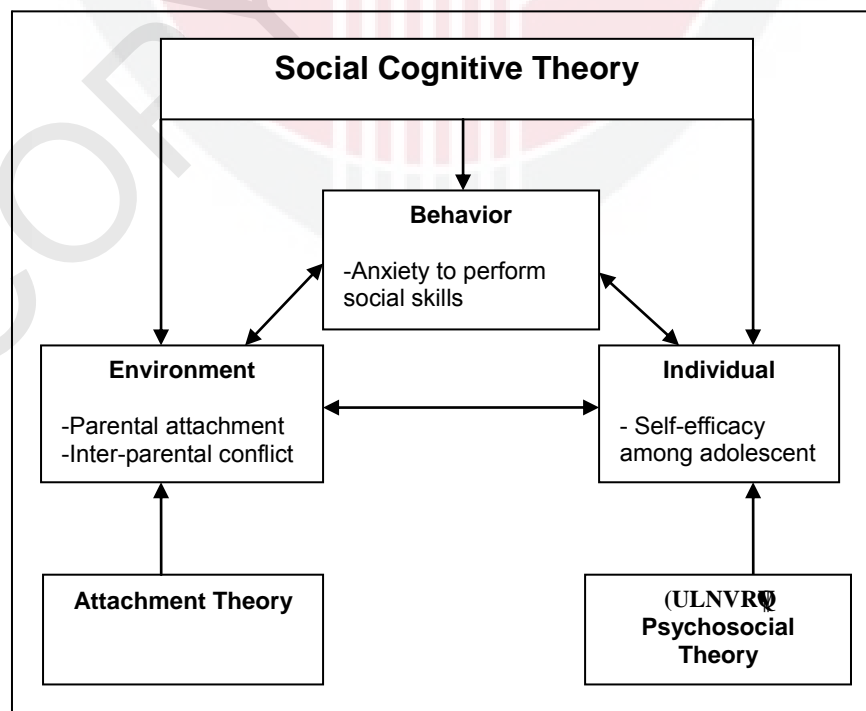 Social Cognitive Theory
Behavior
-Anxiety to perform
social skills
Environment
-Parental attachment
-Inter-parental conflict
Individual
- Self-efficacy
among adolescent
Attachment Theory
Psychosocial
Theory
COPY